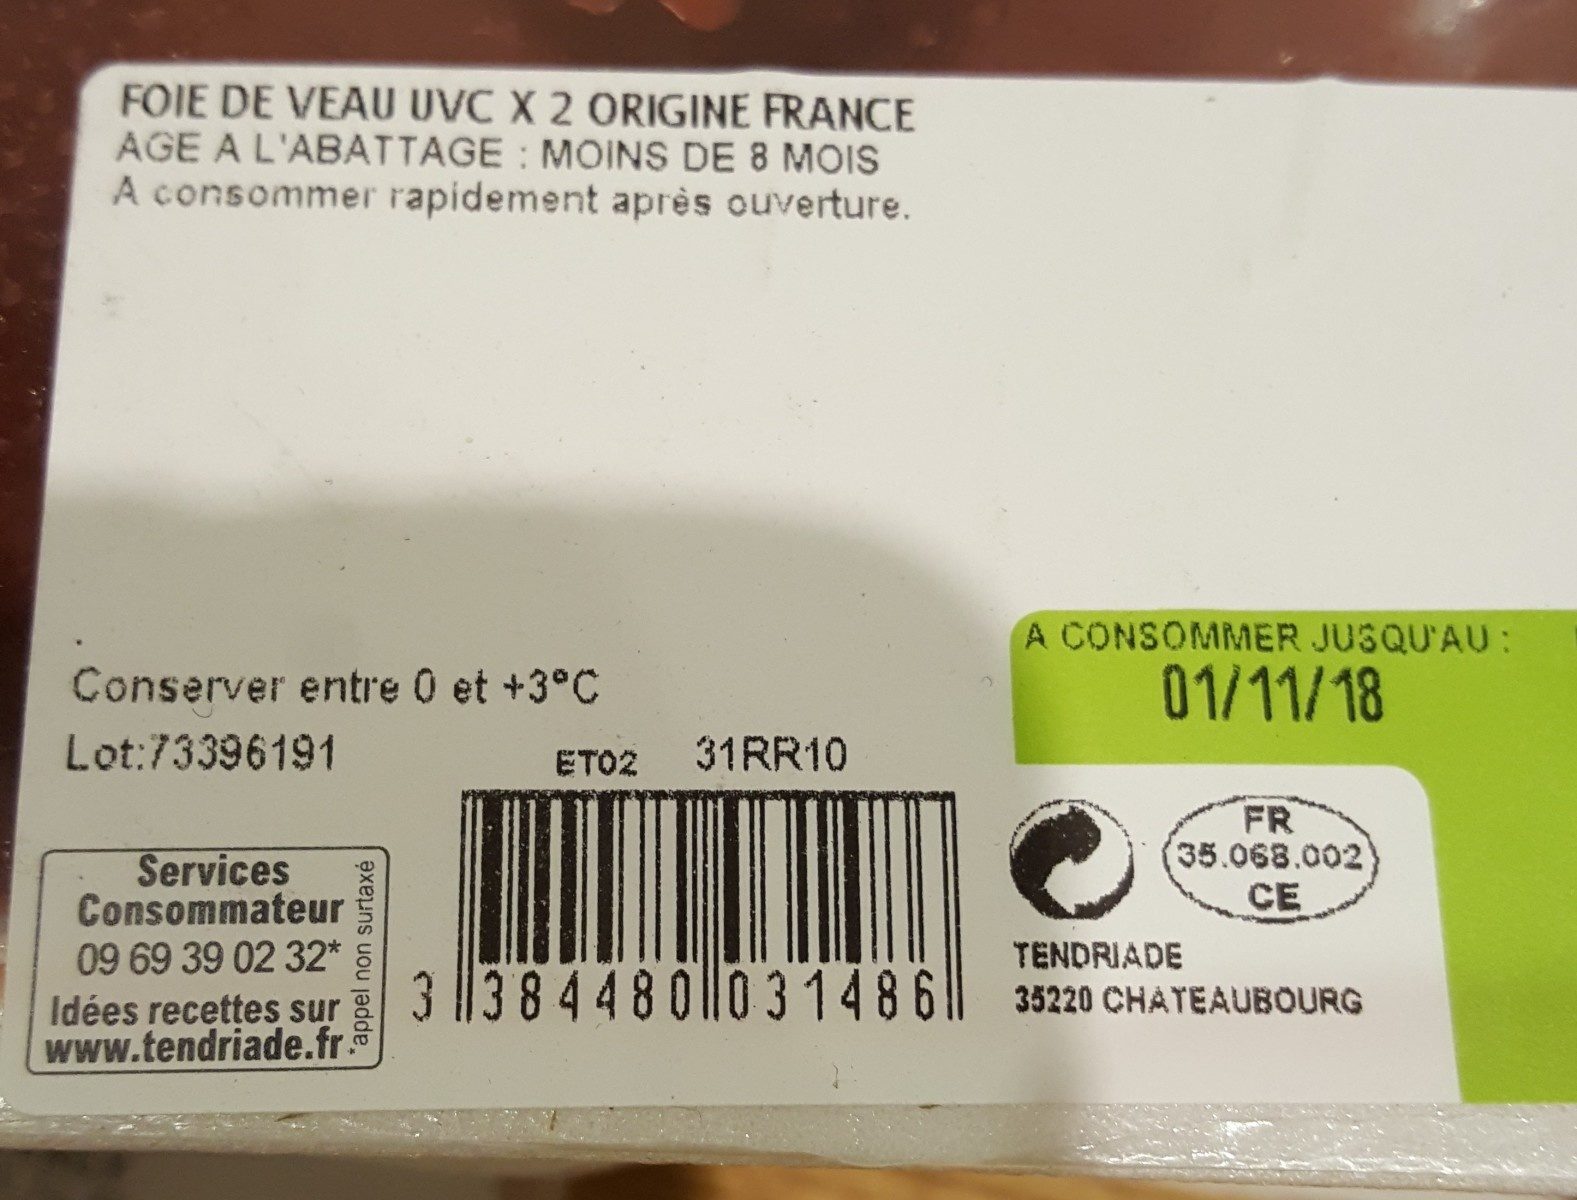 FOIE DE VEAU UVC X 2 ORIGINE FRANCE
AGE A L'ABATTAGE : MOINS DE 8 MOIS
A consommer rapidement après ouverture.
A CONSOMMER JUSQU'AU :
01/11/18
Conserver entre 0 et +3°C
Lot:73396191
ET02 31RR10
3 384480 031486
Services
Consommateur
09 69 39 02 32*
Idées recettes sur
www.tendriade.fr
*appel non surtaxé
FR
35.068.002
CE
TENDRIADE
35220 CHATEAUBOURG